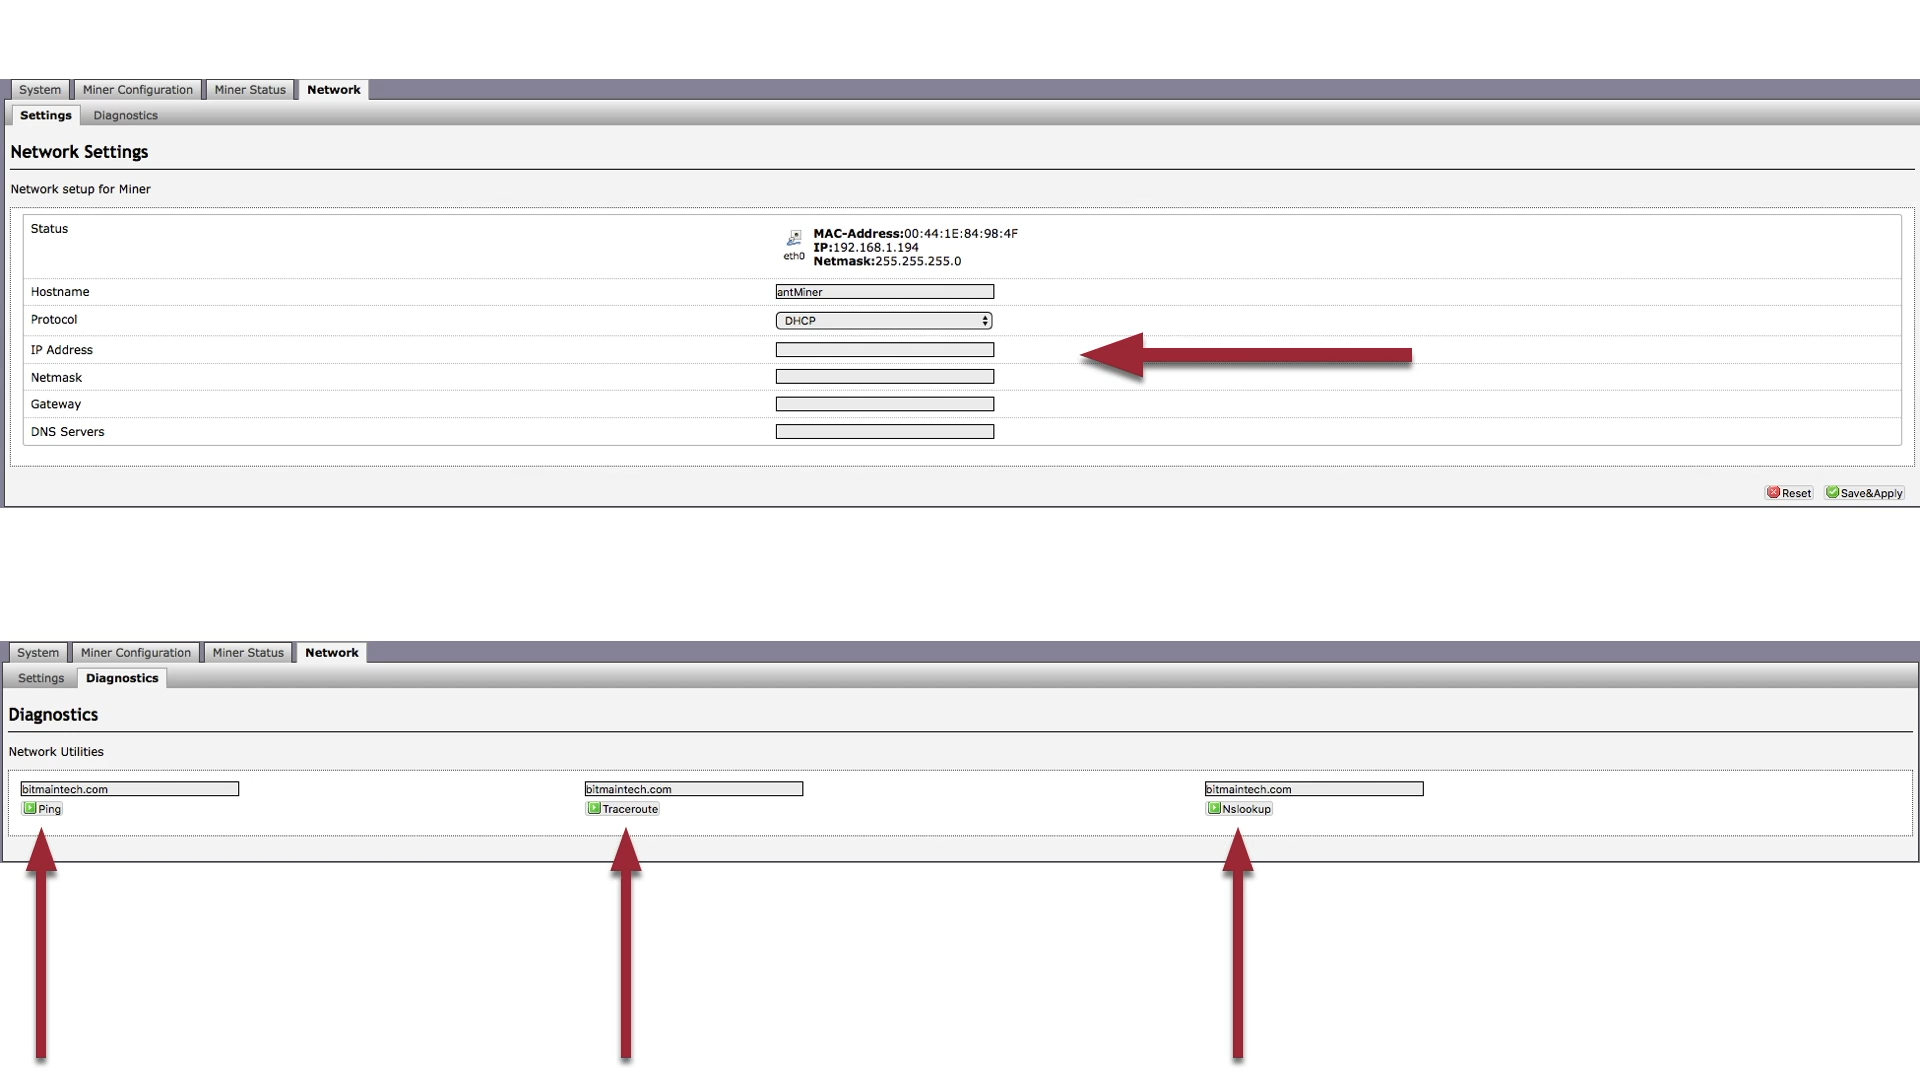 System Miner Configuration Miner Status Network
Settings Diagnostics
Network Settings
Network setup for Miner
Status
eth0
MAC-Address:00:44:1E:84:98:4F
IP:192.168.1.194
Netmask:255.255.255.0
Hostname antMiner
Protocol DHCP
IP Address
Netmask
Gateway
DNS Servers
Reset Save&Apply
System Miner Configuration Miner Status Network
Settings Diagnostics
Diagnostics
Network Utilities
bitmaintech.com bitmaintech.com bitmaintech.com
Ping Traceroute Nslookup